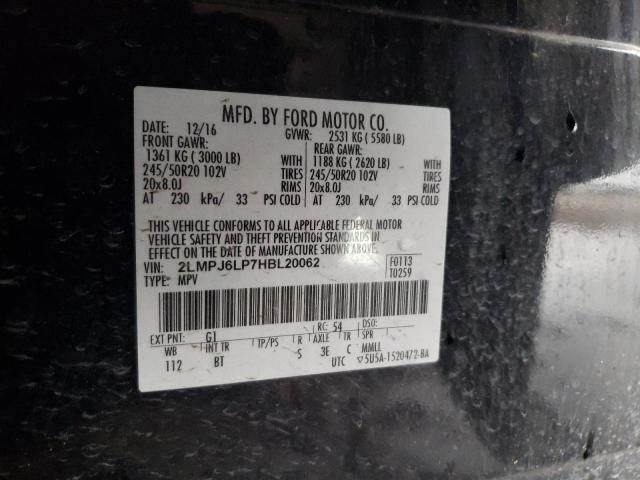 MFD. BY FORD MOTOR CO.
DATE: 12/16 GVWR: 2531 KG ( 5580 LB)
FRONT GAWR: REAR GAWR:
1361 KG ( 3000 LB) WITH 1188 KG ( 2620 LB) WITH
245/50R20 102V TIRES 245/50R20 102V TIRES
20x8.0J RIMS 20x8.0J RIMS
AT 230 kPa/ 33 PSI COLD AT 230 kPa/ 33 PSI COLD
THIS VEHICLE CONFORMS TO ALL APPLICABLE FEDERAL MOTOR
VEHICLE SAFETY AND THEFT PREVENTION STANDARDS IN
EFFECT ON THE DATE OF MANUFACTURE SHOWN ABOVE.
VIN: 2LMPJ6LP7HBL20062 F0113
TYPE: MPV T0259
EXT PNT: G1 RC: 54 DSO:
WB INT TR TP/PS R AXLE TR SPR
112 BT S 3E C MMLL
UTC ▽5U5A-1520472-BA